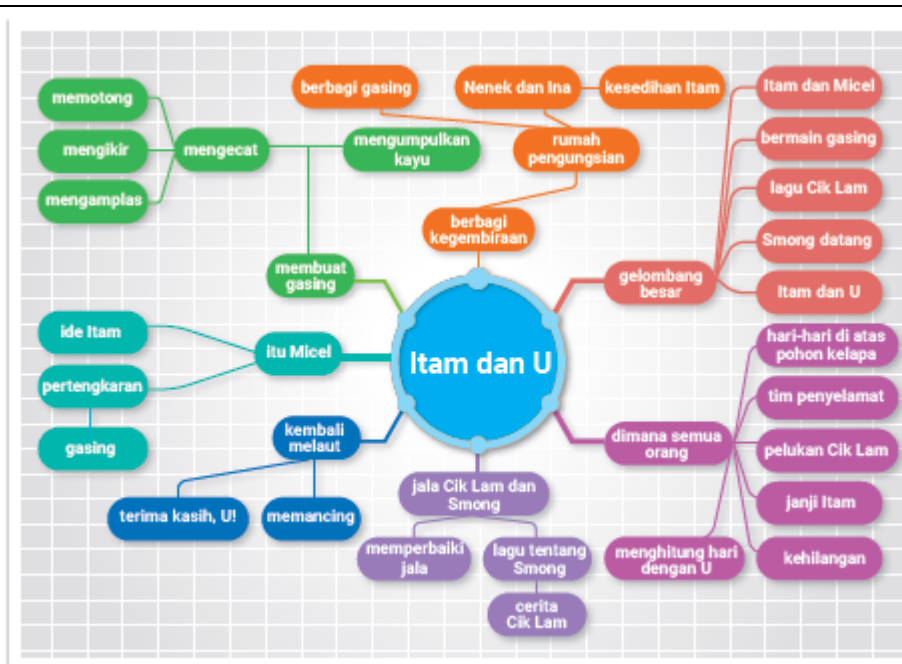 memotong
mengikir
mengamplas
mengecat
mengumpulkan
kayu
membuat
gasing
berbagi gasing
Nenek dan Ina
kesedihan Itam
rumah
pengungsian
berbagi
kegembiraan
Itam dan Micel
bermain gasing
lagu Cik Lam
Smong datang
Itam dan U
gelombang
besar
ide Itam
pertengkaran
gasing
itu Micel
Itam dan U
hari-hari di atas
pohon kelapa
tim penyelamat
pelukan Cik Lam
janji Itam
kehilangan
menghitung hari
dengan U
dimana semua
orang
kembali
melaut
terima kasih, U!
memancing
jala Cik Lam dan
Smong
memperbaiki
jala
lagu tentang
Smong
cerita
Cik Lam